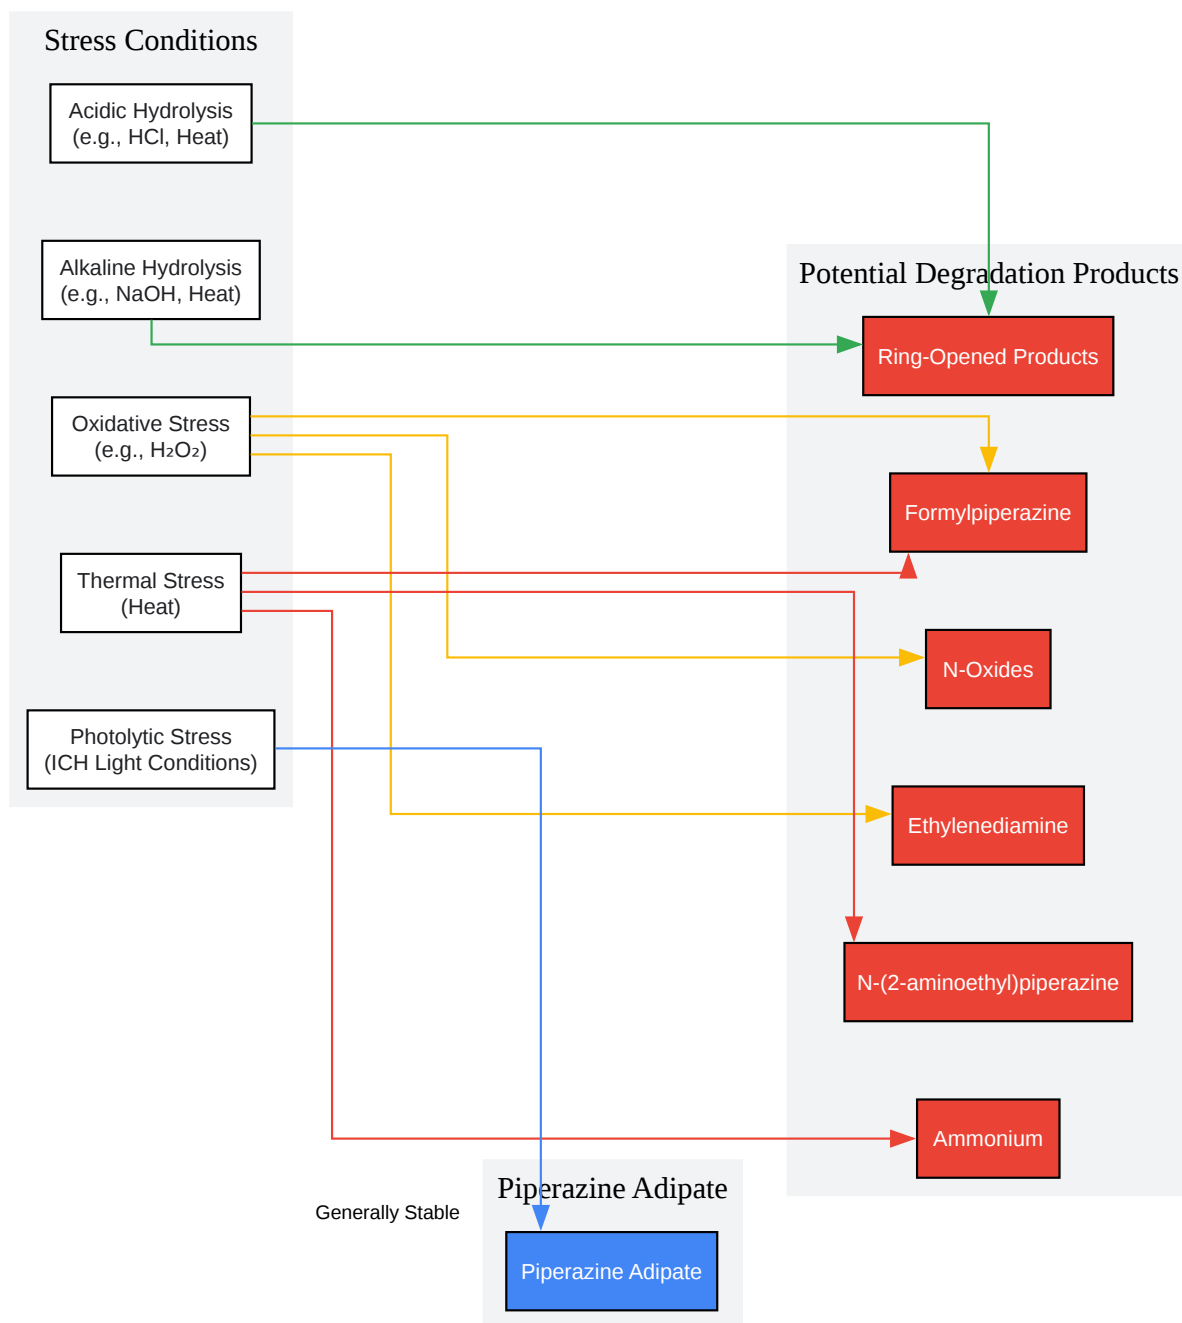 Stress Conditions
Acidic Hydrolysis
(e.g., HCl, Heat)
Alkaline Hydrolysis
(e.g., NaOH, Heat)
Oxidative Stress
(e.g., H₂O₂)
Thermal Stress
(Heat)
Photolytic Stress
(ICH Light Conditions)
Potential Degradation Products
Ring-Opened Products
Formylpiperazine
N-Oxides
Ethylenediamine
N-(2-aminoethyl)piperazine
Ammonium
Generally Stable
Piperazine Adipate
Piperazine Adipate